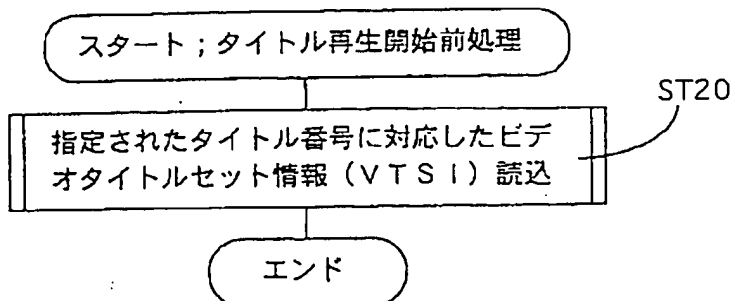 スタート；タイトル再生開始前処理
ST20
指定されたタイトル番号に対応したビデ
オタイトルセット情報（ＶＴＳＩ）読込
エンド